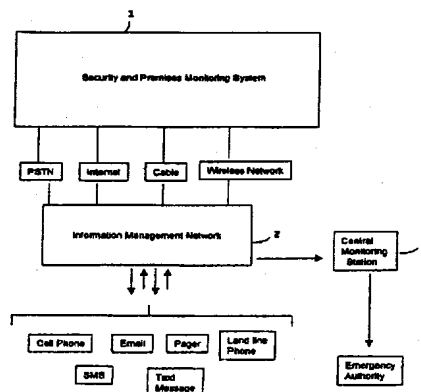 1
Security and Premises Monitoring System
PSTN
Internet
Cable
Wireless Network
Information Management Network
2
Central
Monitoring
Station
Cell Phone
Email
Pager
Land line
Phone
SMS
Text
Message
Emergency
Authority